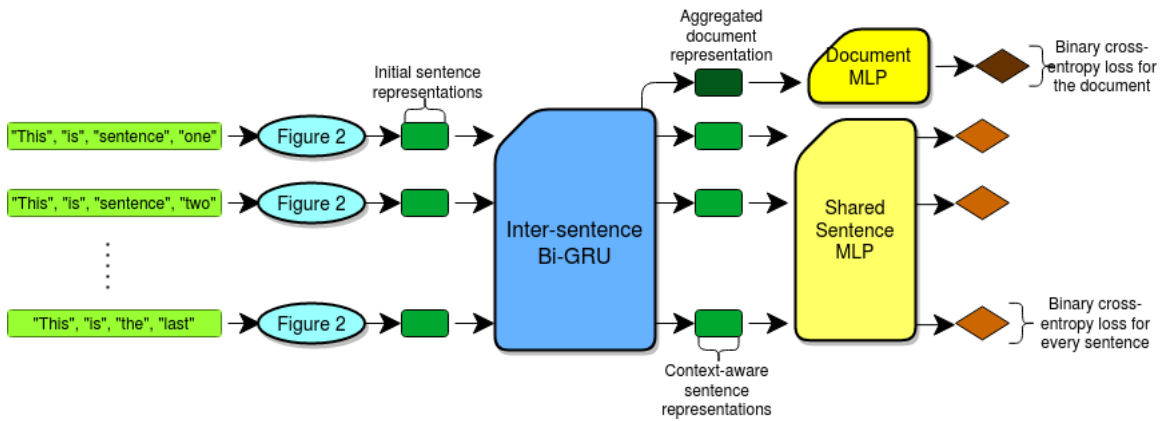 Aggregated
document
representation
Document
MLP
Binary cross-
entropy loss for
the document
Initial sentence
representations
"This", "is", "sentence", "one"
Figure 2
"This", "is", "sentence", "two"
Figure 2
Inter-sentence
Bi-GRU
Shared
Sentence
MLP
"This", "is", "the", "last"
Figure 2
Binary cross-
entropy loss for
every sentence
Context-aware
sentence
representations